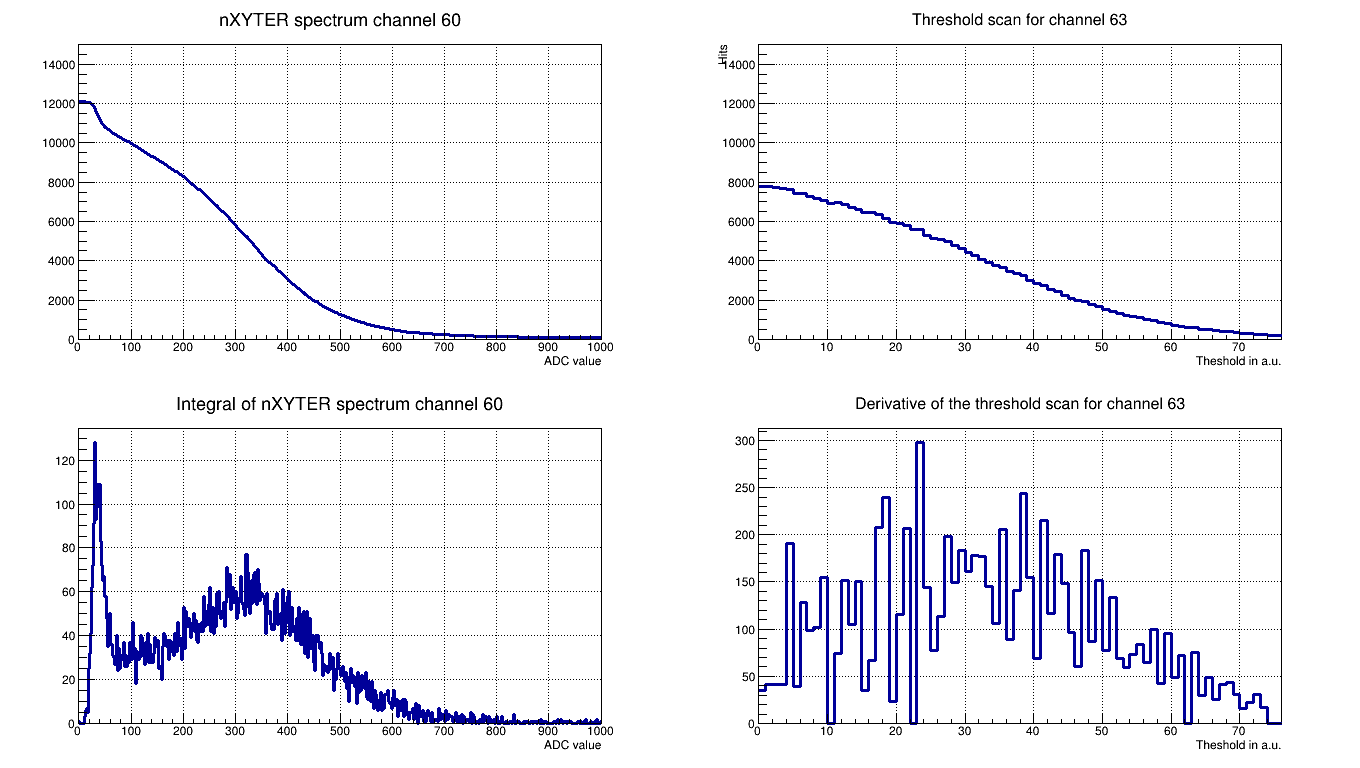 nXYTER spectrum channel 60
14000
12000
10000
8000
6000
4000
2000
0
0 100 200 300 400 500 600 700 800 900 1000
ADC value
Threshold scan for channel 63
Hits
14000
12000
10000
8000
6000
4000
2000
0
0 10 20 30 40 50 60 70
Theshold in a.u.
Integral of nXYTER spectrum channel 60
120
100
80
60
40
20
0
0 100 200 300 400 500 600 700 800 900 1000
ADC value
Derivative of the threshold scan for channel 63
300
250
200
150
100
50
0
0 10 20 30 40 50 60 70
Theshold in a.u.